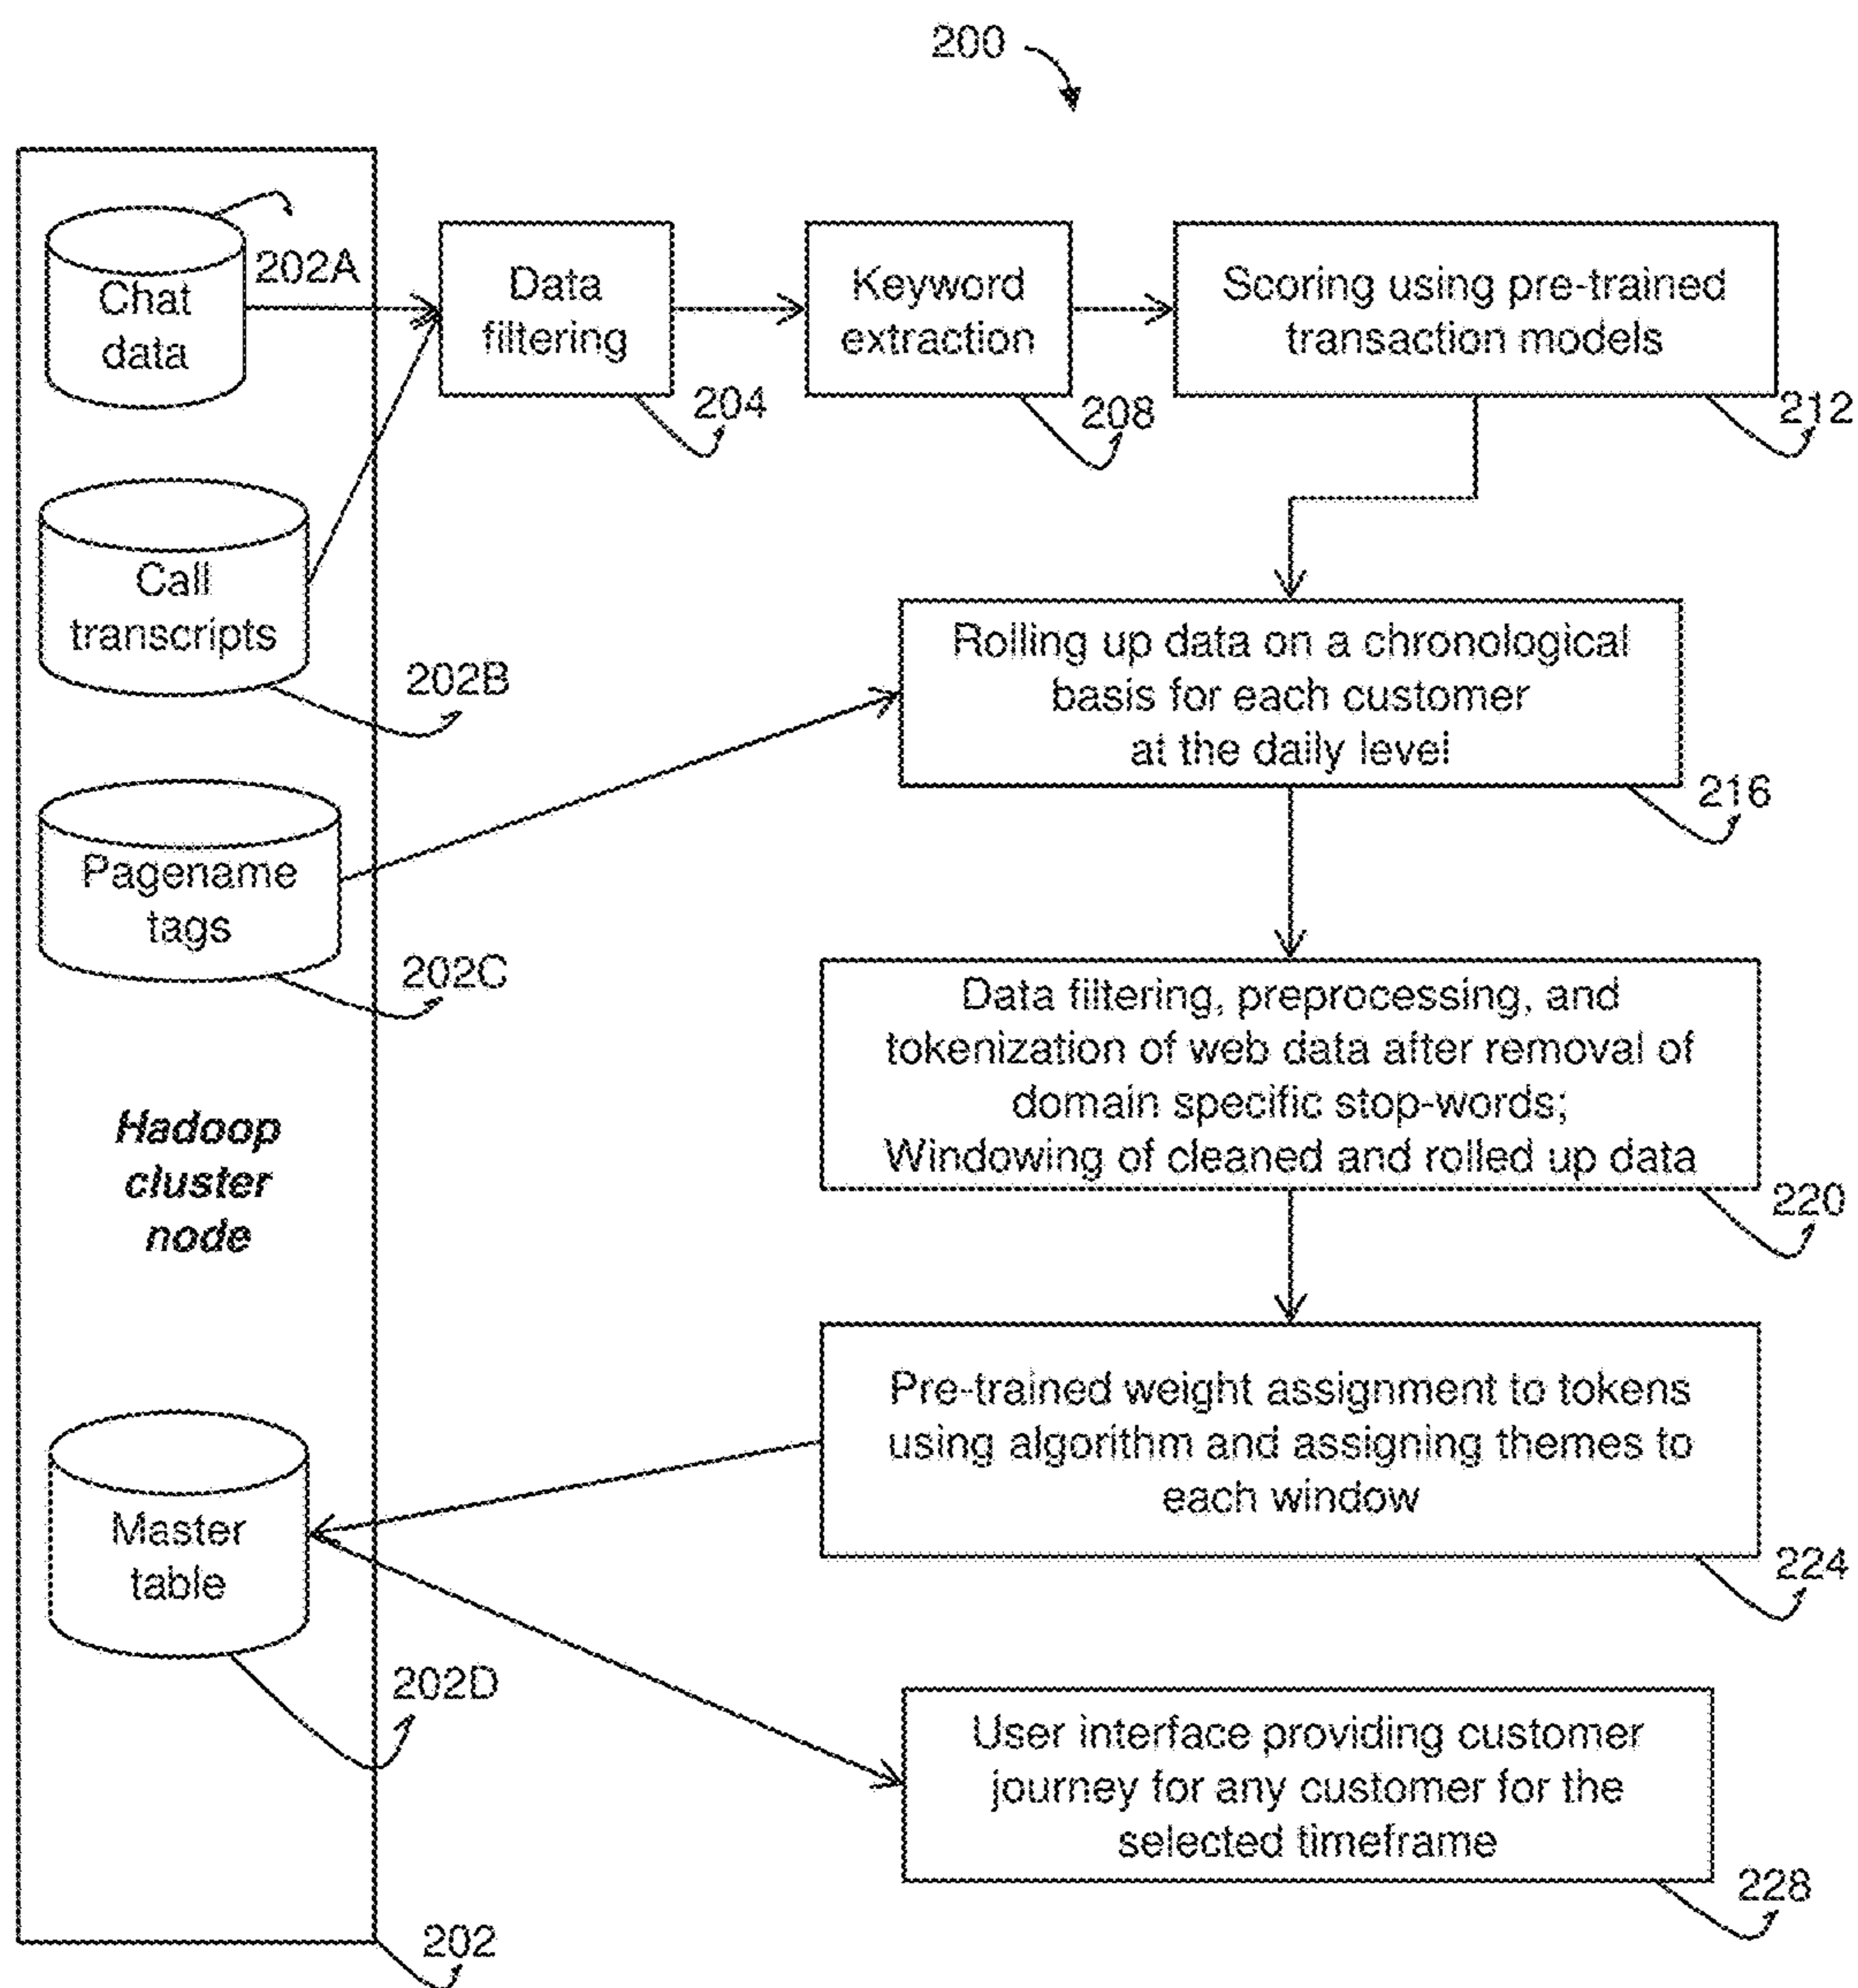 200
202A
Chat
data
Data
filtering
204
Keyword
extraction
208
Scoring using pre-trained
transaction models
212
Call
transcripts
202B
Rolling up data on a chronological
basis for each customer
at the daily level
216
Pagename
tags
202C
Data filtering, preprocessing, and
tokenization of web data after removal of
domain specific stop-words;
Windowing of cleaned and rolled up data
220
Hadoop
cluster
node
Pre-trained weight assignment to tokens
using algorithm and assigning themes to
each window
224
Master
table
202D
User interface providing customer
journey for any customer for the
selected timeframe
228
202